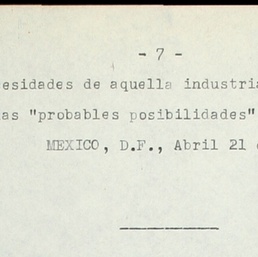 - 7 -
esidades de aquella industria
as "probables posibilidades"
MEXICO, D.F., Abril 21